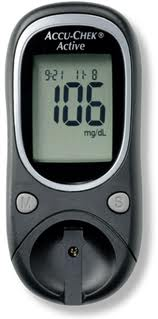 ACCU-CHEK®
Active
9:21 11-8
106
mg/dL
M S